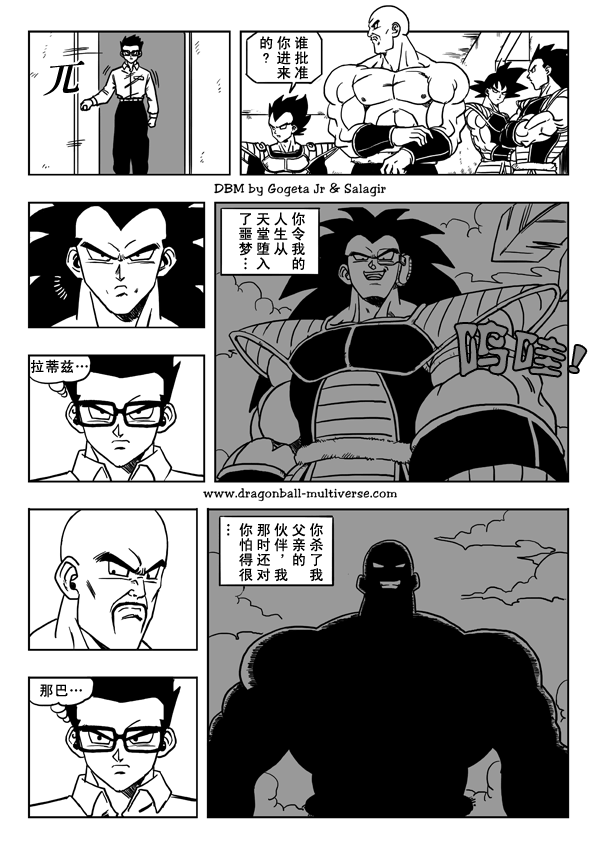 兀
谁批准
你进来
的？
DBM by Gogeta Jr & Salagir
你令我的
人生从
天堂堕入
了噩梦…
呜哇！
拉蒂兹…
www.dragonball-multiverse.com
你杀了我
父亲的
伙伴，我
那时还对
你怕得很
…
那巴…